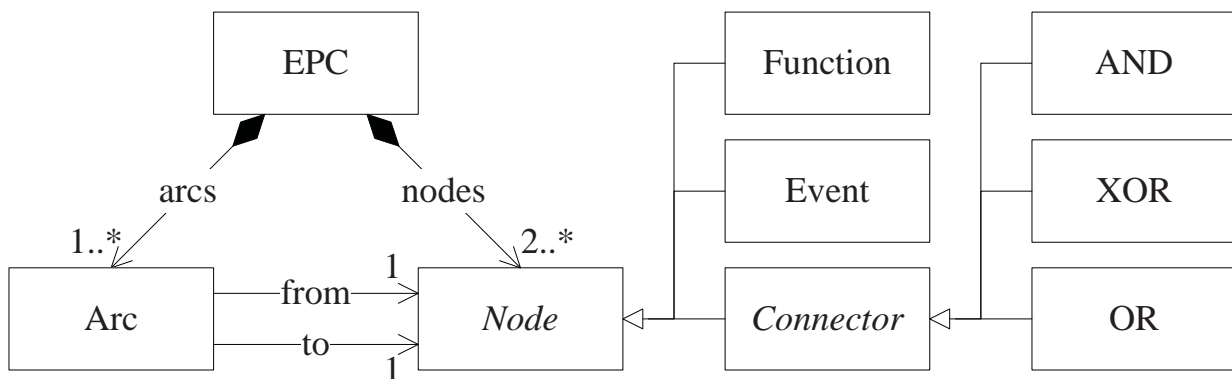 EPC
Function
AND
arcs
nodes
Event
XOR
1..*
2..*
Arc
from
1
to
1
Node
Connector
OR